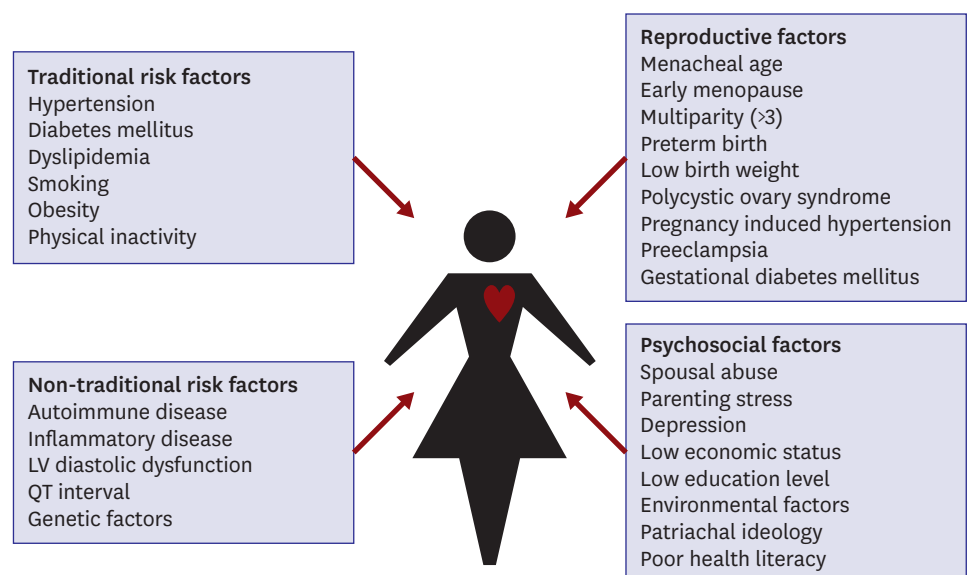 Traditional risk factors
Hypertension
Diabetes mellitus
Dyslipidemia
Smoking
Obesity
Physical inactivity
Reproductive factors
Menacheal age
Early menopause
Multiparity (>3)
Preterm birth
Low birth weight
Polycystic ovary syndrome
Pregnancy induced hypertension
Preeclampsia
Gestational diabetes mellitus
Non-traditional risk factors
Autoimmune disease
Inflammatory disease
LV diastolic dysfunction
QT interval
Genetic factors
Psychosocial factors
Spousal abuse
Parenting stress
Depression
Low economic status
Low education level
Environmental factors
Patriachal ideology
Poor health literacy